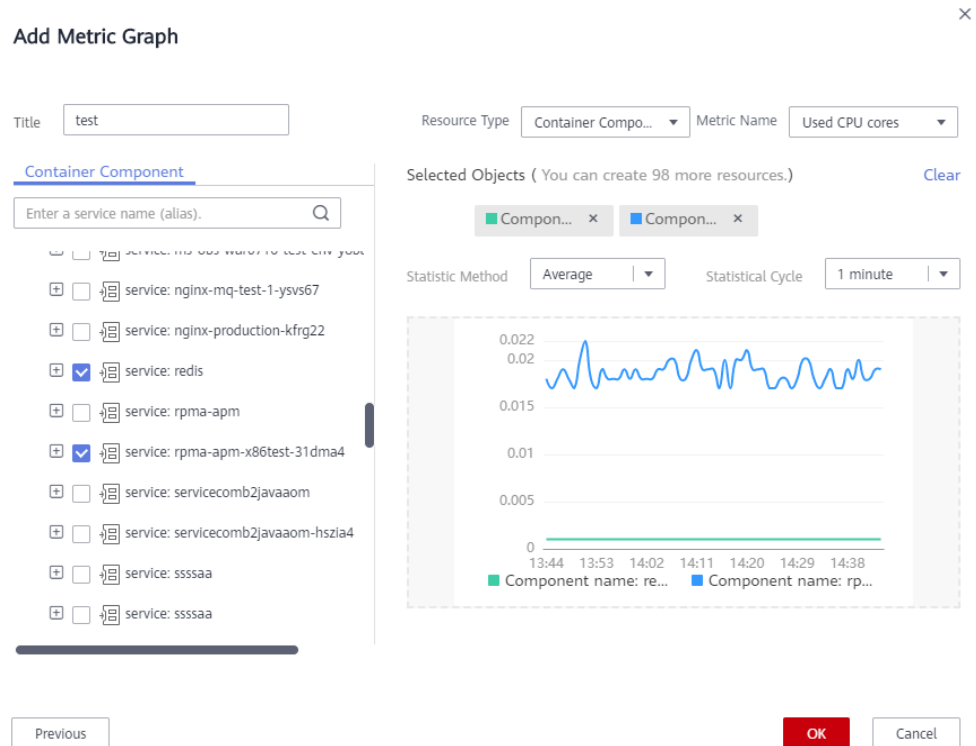 Add Metric Graph
Title
test
Resource Type
Container Compo...
Metric Name
Used CPU cores
Container Component
Enter a service name (alias).
service: nginx-mq-test-1-ysvs67
service: nginx-production-kfrg22
service: redis
service: rpma-apm
service: rpma-apm-x86test-31dma4
service: servicecomb2javaaom
service: servicecomb2javaaom-hszia4
service: ssssaa
service: ssssaa
Selected Objects ( You can create 98 more resources.)
Clear
Compon... ×
Compon... ×
Statistic Method
Average
Statistical Cycle
1 minute
0.022
0.02
0.015
0.01
0.005
0
13:44 13:53 14:02 14:11 14:20 14:29 14:38
Component name: re... Component name: rp...
Previous
OK
Cancel